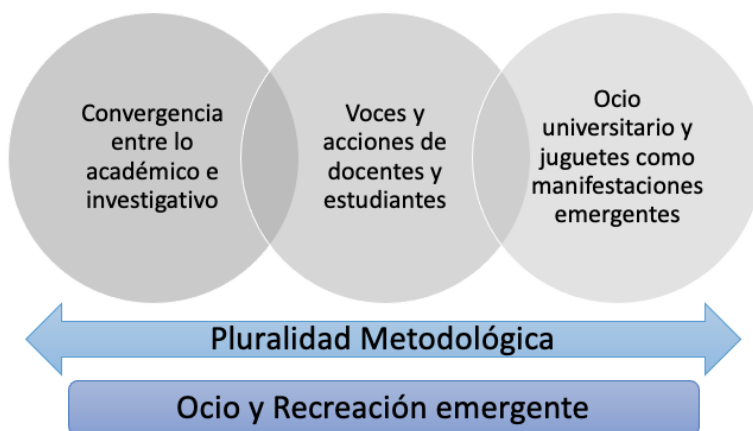 Convergencia
entre lo
académico e
investigativo
Voces y
acciones de
docentes y
estudiantes
Ocio
universitario y
juguetes como
manifestaciones
emergentes
Pluralidad Metodológica
Ocio y Recreación emergente